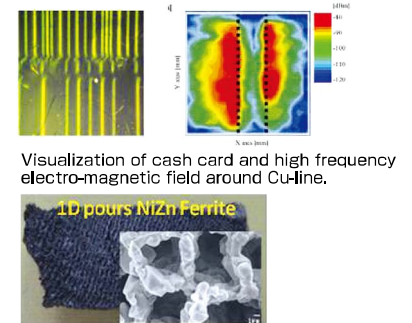 [dBm]
-80
-90
-100
-110
-120
Y axis [mm]
X axis [mm]
Visualization of cash card and high frequency
electro-magnetic field around Cu-line.
1D pours NiZn Ferrite